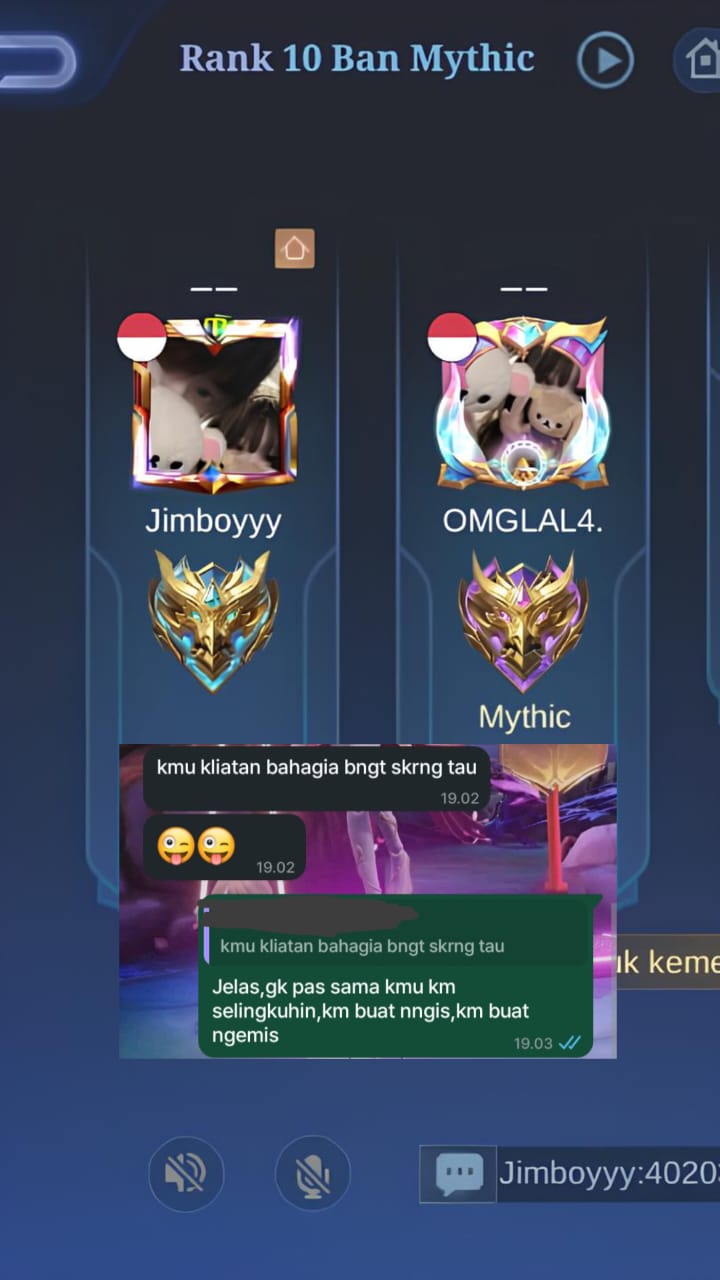 Rank 10 Ban Mythic
Jimboyyy
OMGLAL4.
Mythic
kmu kliatan bahagia bngt skrng tau
19.02
😜😜
19.02
kmu kliatan bahagia bngt skrng tau
Jelas,gk pas sama kmu km
selingkuhin,km buat nngis,km buat
ngemis
19.03
Jimboyyy:4020